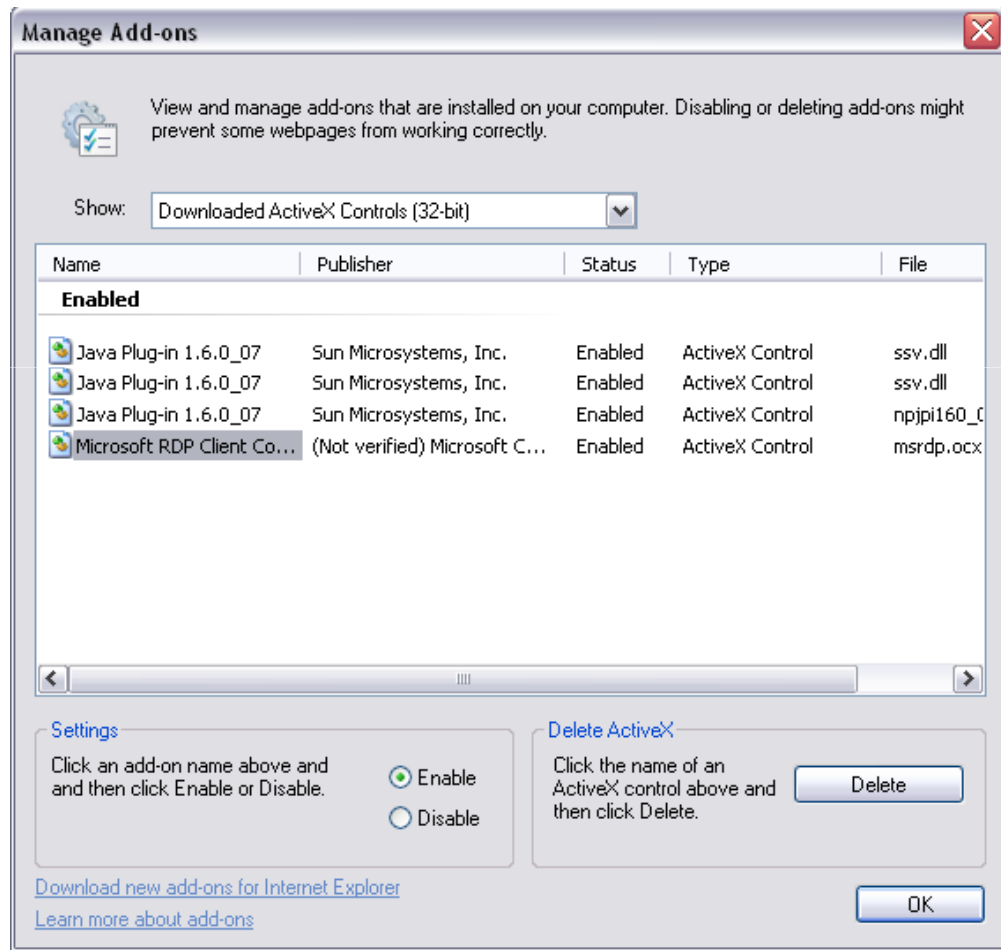 Manage Add-ons
View and manage add-ons that are installed on your computer. Disabling or deleting add-ons might
prevent some webpages from working correctly.
Show: Downloaded ActiveX Controls (32-bit)
Name Publisher Status Type File
Enabled
Java Plug-in 1.6.0_07 Sun Microsystems, Inc. Enabled ActiveX Control ssv.dll
Java Plug-in 1.6.0_07 Sun Microsystems, Inc. Enabled ActiveX Control ssv.dll
Java Plug-in 1.6.0_07 Sun Microsystems, Inc. Enabled ActiveX Control npjpi160_0
Microsoft RDP Client Co... (Not verified) Microsoft C... Enabled ActiveX Control msrdp.ocx
Settings
Click an add-on name above and
and then click Enable or Disable.
Enable
Disable
Delete ActiveX
Click the name of an
ActiveX control above and
then click Delete.
Delete
Download new add-ons for Internet Explorer
Learn more about add-ons
OK